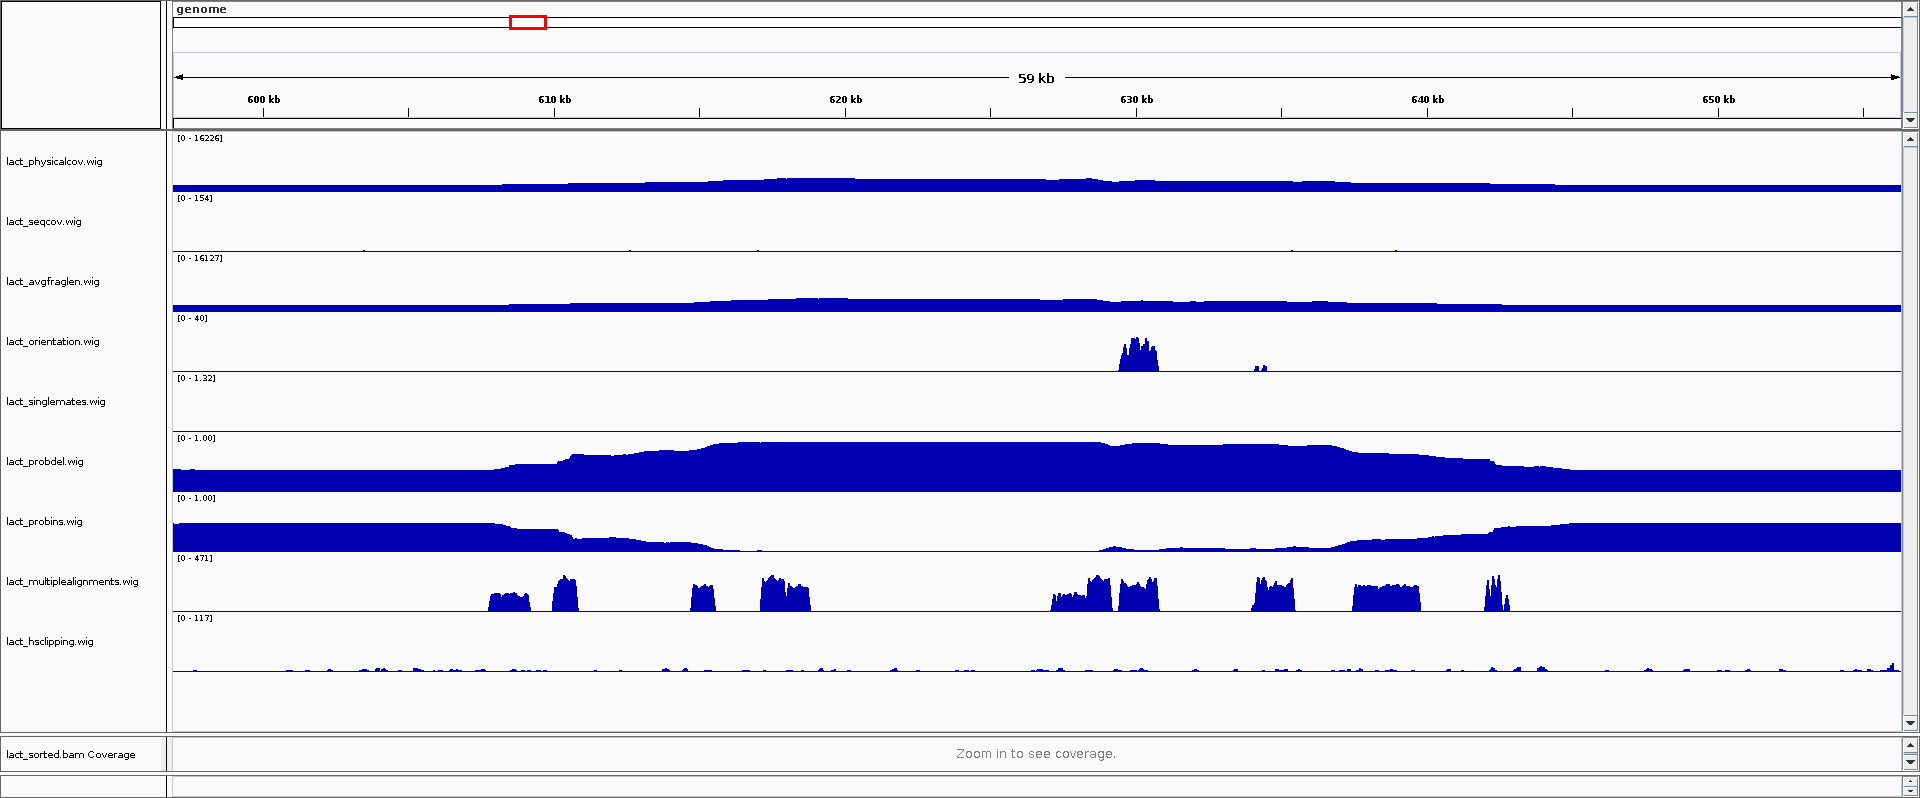 genome
59 kb
600 kb 610 kb 620 kb 630 kb 640 kb 650 kb
[0 - 16226]
lact_physicalcov.wig
[0 - 154]
lact_seqcov.wig
[0 - 16127]
lact_avgfraglen.wig
[0 - 40]
lact_orientation.wig
[0 - 1.32]
lact_singlemates.wig
[0 - 1.00]
lact_probdel.wig
[0 - 1.00]
lact_probins.wig
[0 - 471]
lact_multiplealignments.wig
[0 - 117]
lact_hsclipping.wig
lact_sorted.bam Coverage
Zoom in to see coverage.